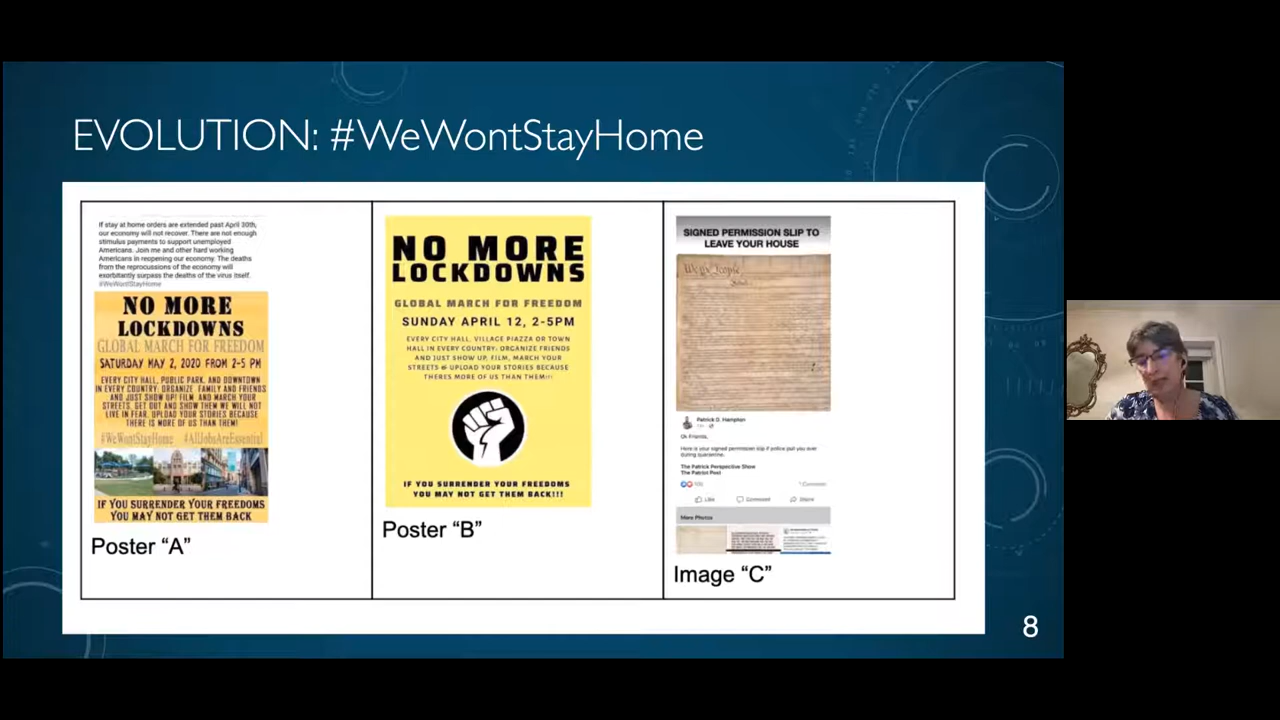 EVOLUTION: #WeWontStayHome
If stay at home orders are extended past April 30th,
our economy will not recover. There are not enough
stimulus payments to support unemployed
Americans. Join me and other hard working
Americans in reopening our economy. The deaths
from the reprocussions of the economy will
exorbitantly surpass the deaths of the virus itself.
#WeWontStayHome
NO MORE
LOCKDOWNS
GLOBAL MARCH FOR FREEDOM
SATURDAY MAY 2, 2020 FROM 2-5 PM
EVERY CITY HALL, PUBLIC PARK, AND DOWNTOWN
IN EVERY COUNTRY: ORGANIZE FAMILY AND FRIENDS
AND JUST SHOW UP! FILM AND MARCH YOUR
STREETS. GET OUT AND SHOW THEM WE WILL NOT
LIVE IN FEAR. UPLOAD YOUR STORIES BECAUSE
THERE IS MORE OF US THAN THEM!
#WeWontStayHome #AllJobsAreEssential
IF YOU SURRENDER YOUR FREEDOMS
YOU MAY NOT GET THEM BACK
Poster “A”
NO MORE
LOCKDOWNS
GLOBAL MARCH FOR FREEDOM
SUNDAY APRIL 12, 2-5PM
EVERY CITY HALL, VILLAGE PIAZZA OR TOWN
HALL IN EVERY COUNTRY: ORGANIZE FRIENDS
AND JUST SHOW UP, FILM, MARCH YOUR
STREETS & UPLOAD YOUR STORIES BECAUSE
THERES MORE OF US THAN THEM!!!
IF YOU SURRENDER YOUR FREEDOMS
YOU MAY NOT GET THEM BACK!!!
Poster “B”
SIGNED PERMISSION SLIP TO
LEAVE YOUR HOUSE
We the People
Patrick D. Hampton
Ok Friends,
Here is your signed permission slip if police pull you over
during quarantine.
The Patrick Perspective Show
The Patriot Post
1 Comment
Like Comment Share
More Photos
Image “C”
8